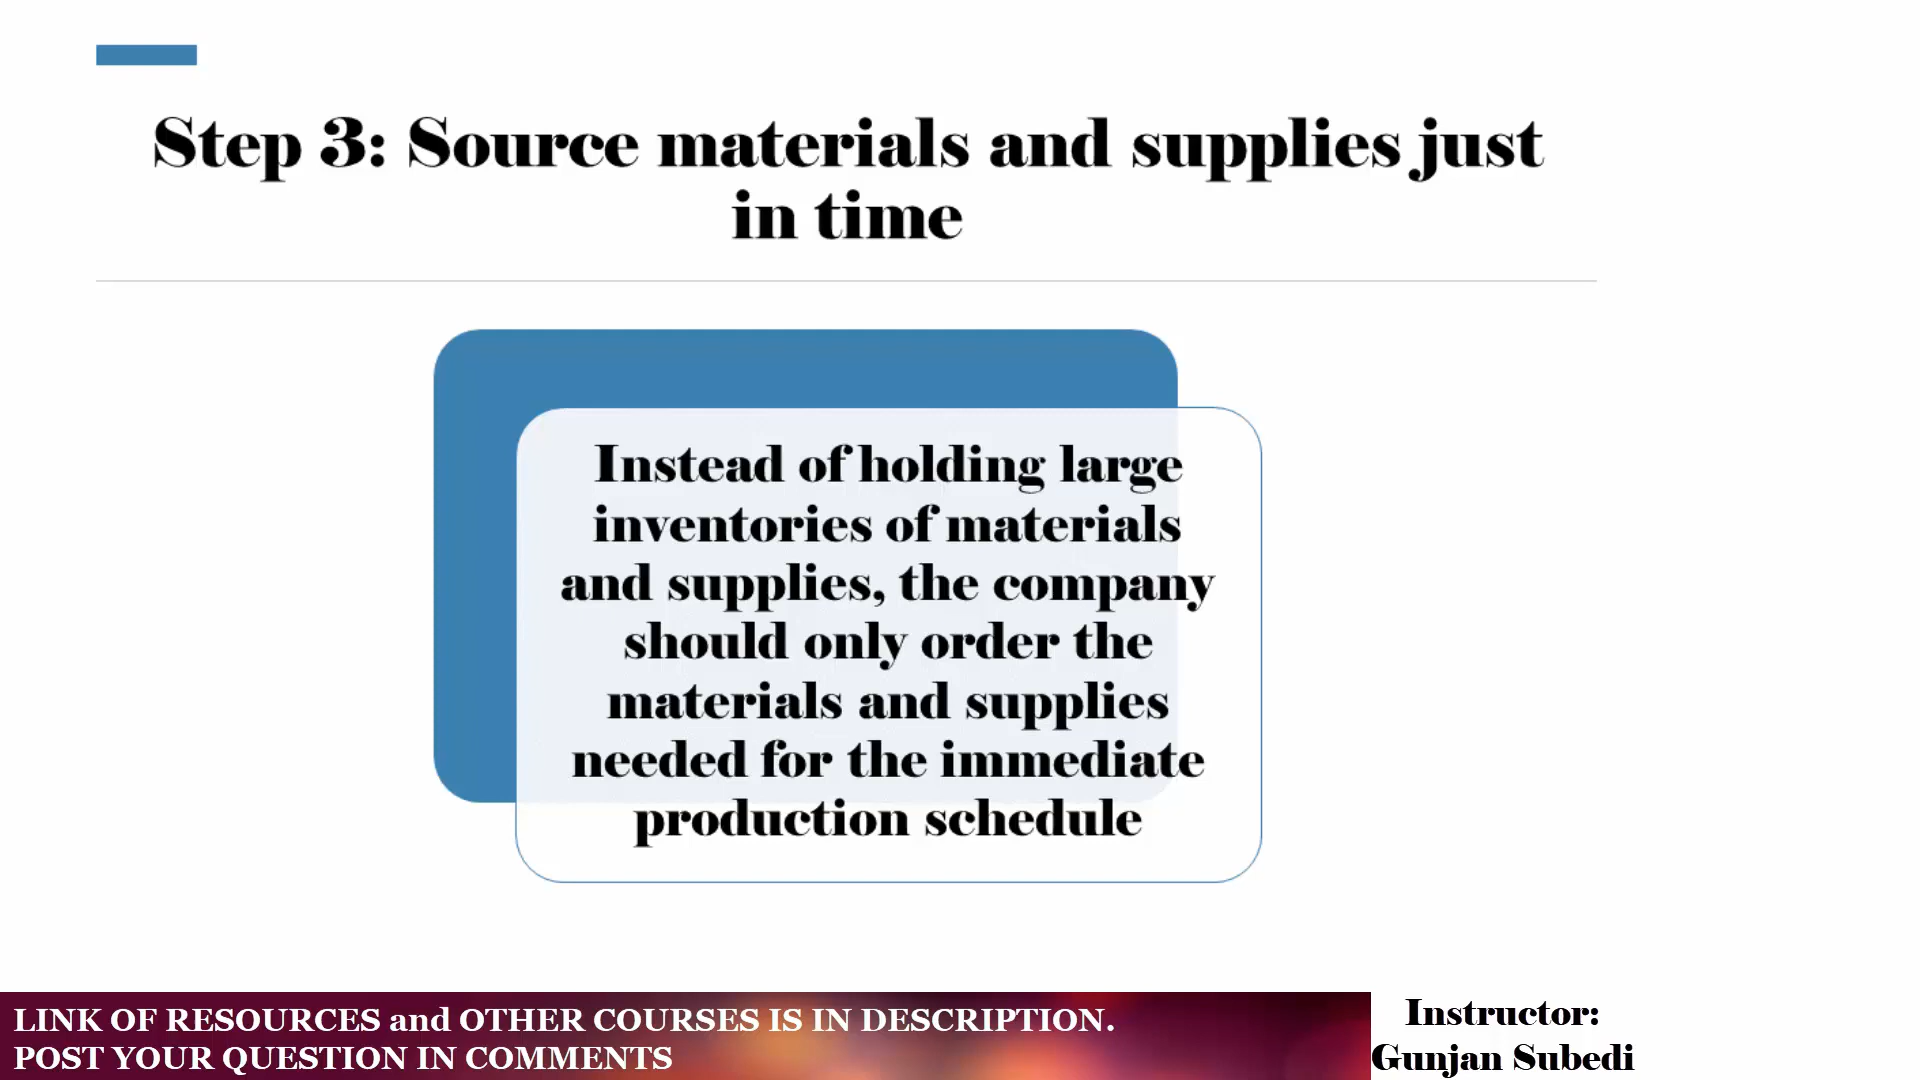 Step 3: Source materials and supplies just
in time
Instead of holding large
inventories of materials
and supplies, the company
should only order the
materials and supplies
needed for the immediate
production schedule
LINK OF RESOURCES and OTHER COURSES IS IN DESCRIPTION.
POST YOUR QUESTION IN COMMENTS
Instructor:
Gunjan Subedi